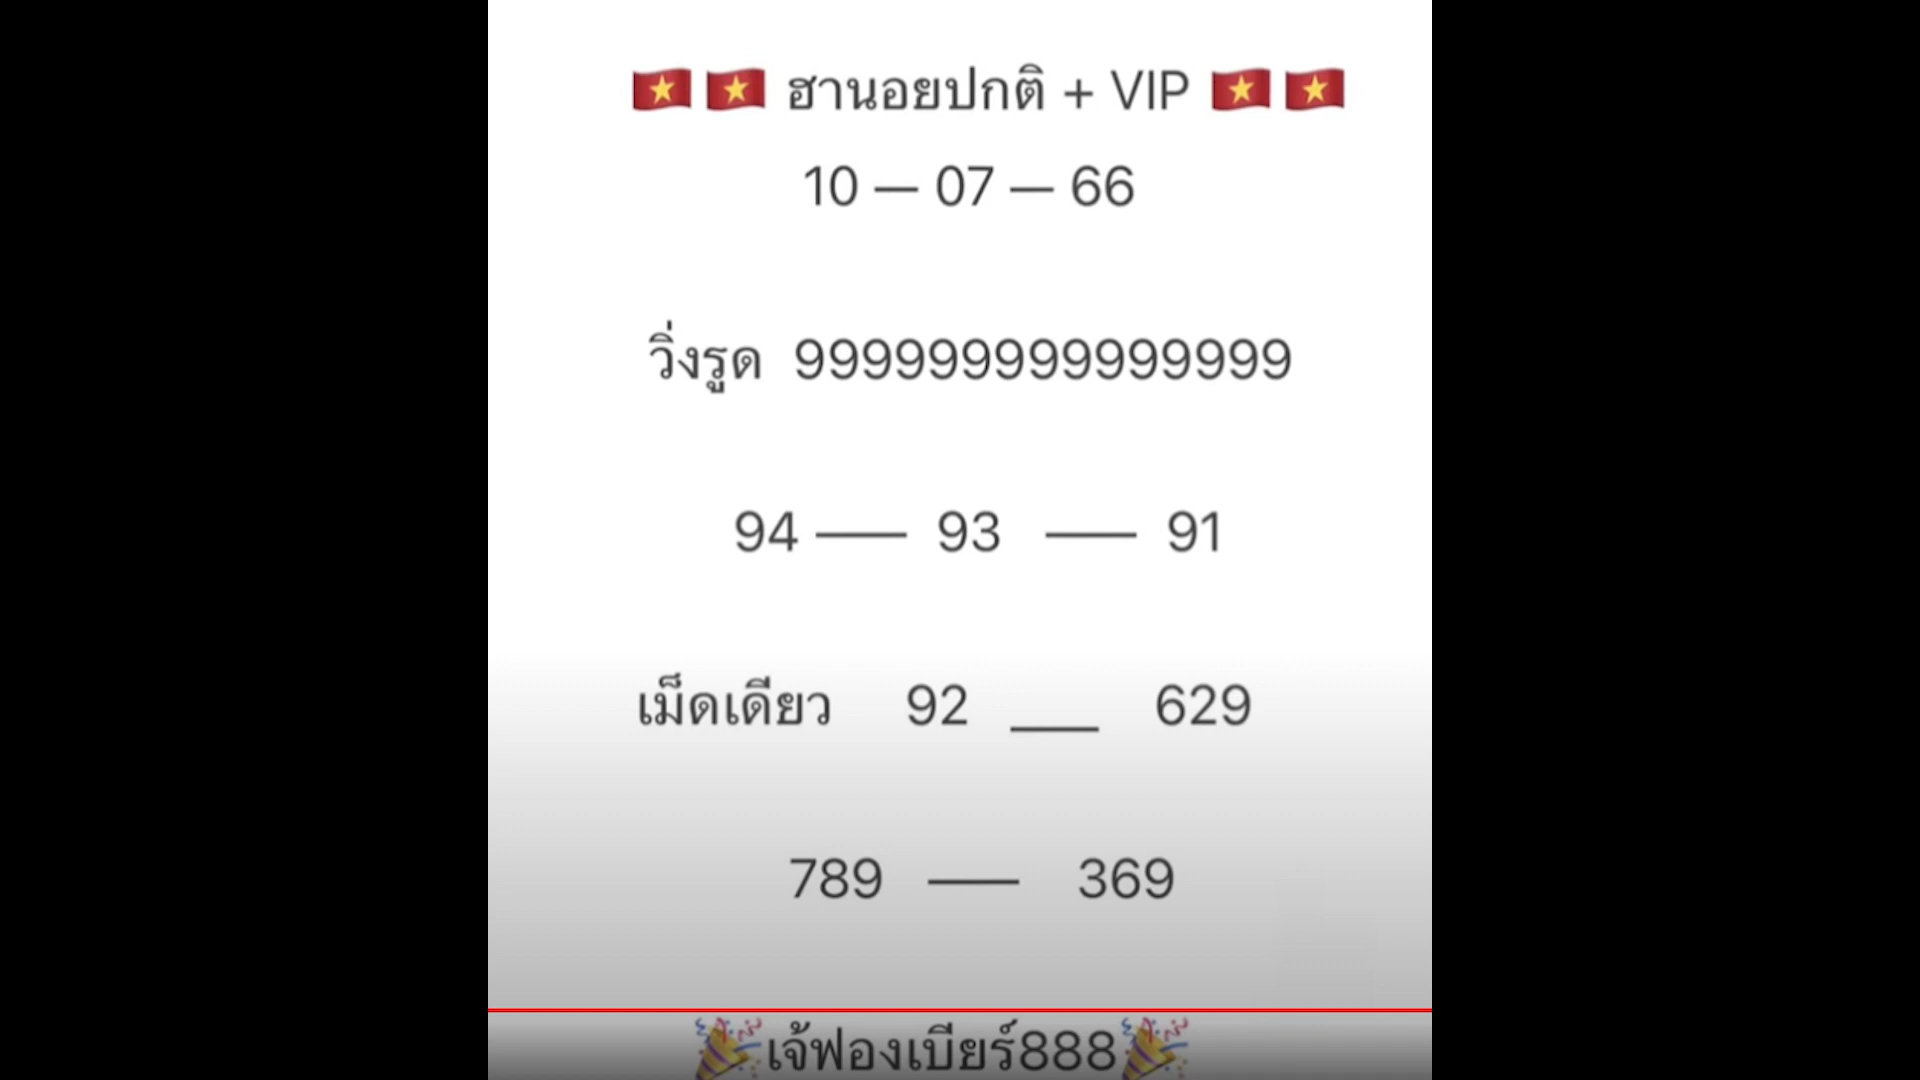 🇻🇳🇻🇳 ฮานอยปกติ + VIP 🇻🇳🇻🇳
10 — 07 — 66
วิ่งรูด 999999999999999
94 —– 93 —– 91
เม็ดเดียว 92 ___ 629
789 —– 369
🎉เจ้ฟองเบียร์888🎉